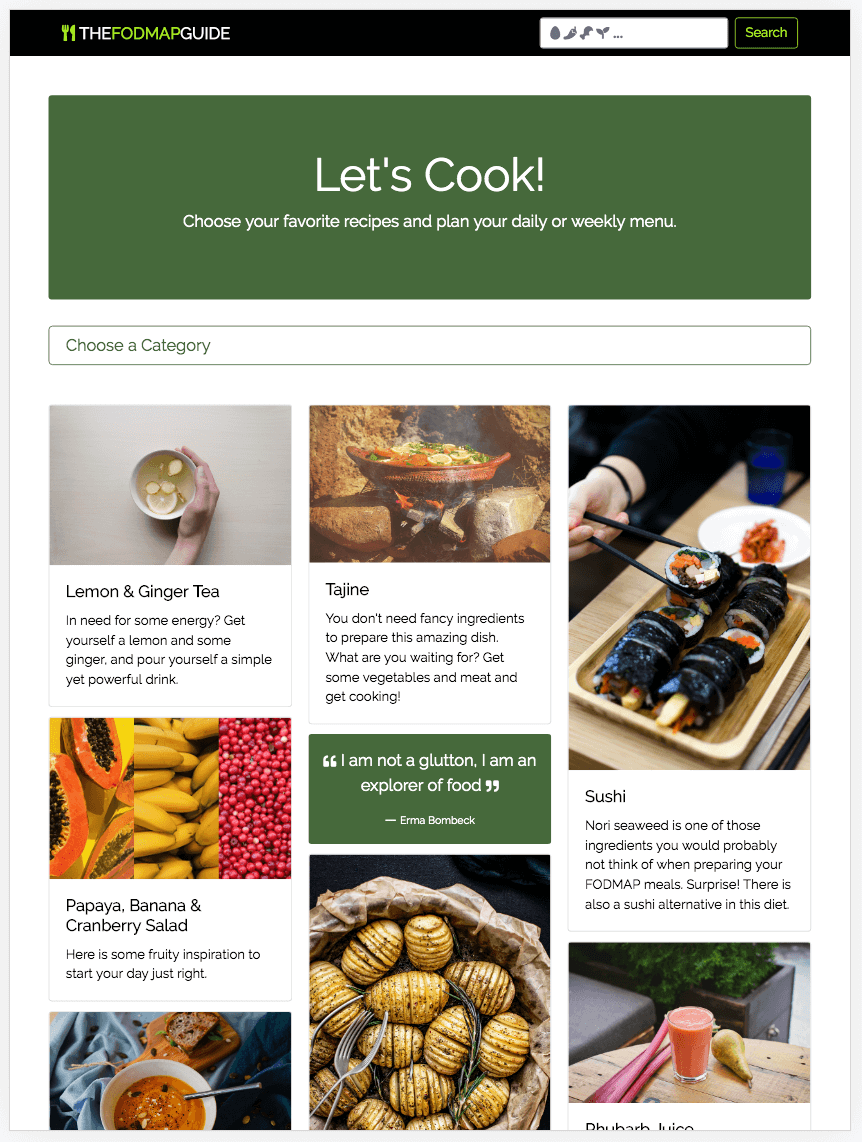 THEFODMAPGUIDE
...
Search
Let's Cook!
Choose your favorite recipes and plan your daily or weekly menu.
Choose a Category
Lemon & Ginger Tea
In need for some energy? Get
yourself a lemon and some
ginger, and pour yourself a simple
yet powerful drink.
Papaya, Banana &
Cranberry Salad
Here is some fruity inspiration to
start your day just right.
Tajine
You don't need fancy ingredients
to prepare this amazing dish.
What are you waiting for? Get
some vegetables and meat and
get cooking!
❝ I am not a glutton, I am an
explorer of food ❞
— Erma Bombeck
Sushi
Nori seaweed is one of those
ingredients you would probably
not think of when preparing your
FODMAP meals. Surprise! There is
also a sushi alternative in this diet.
Rhubarb Juice